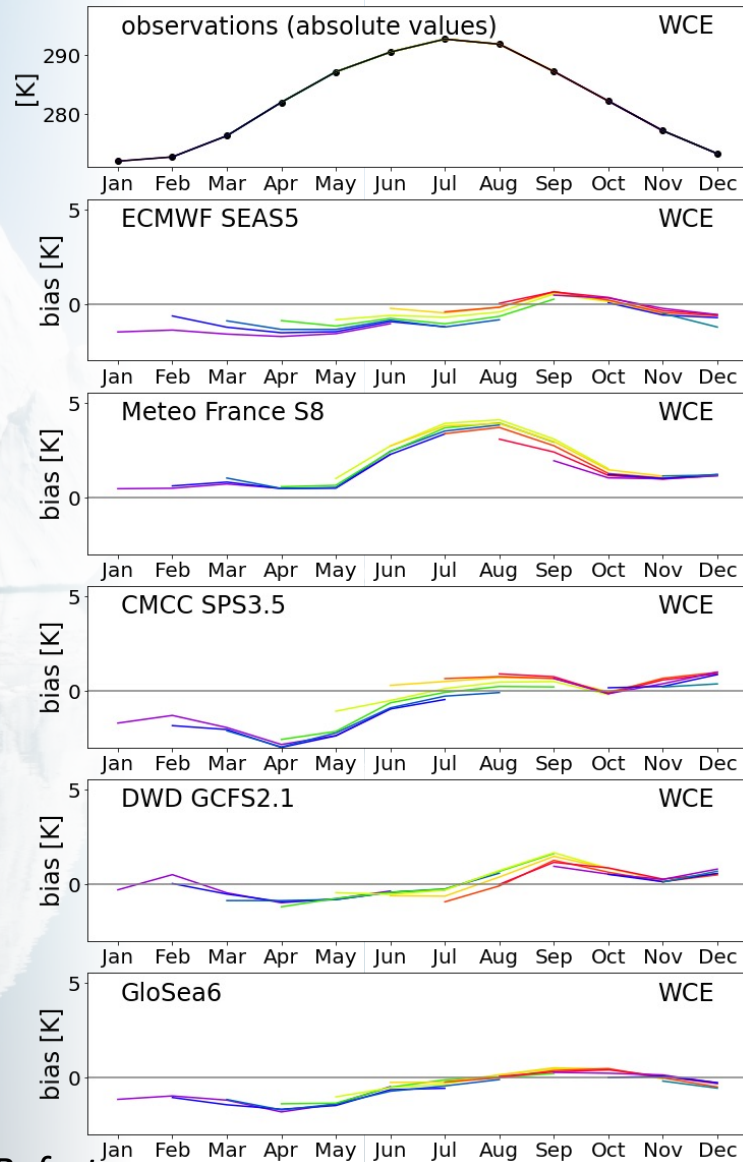 observations (absolute values) WCE
[K]
290
280
Jan Feb Mar Apr May Jun Jul Aug Sep Oct Nov Dec
ECMWF SEAS5 WCE
bias [K]
5
0
Jan Feb Mar Apr May Jun Jul Aug Sep Oct Nov Dec
Meteo France S8 WCE
bias [K]
5
0
Jan Feb Mar Apr May Jun Jul Aug Sep Oct Nov Dec
CMCC SPS3.5 WCE
bias [K]
5
0
Jan Feb Mar Apr May Jun Jul Aug Sep Oct Nov Dec
DWD GCFS2.1 WCE
bias [K]
5
0
Jan Feb Mar Apr May Jun Jul Aug Sep Oct Nov Dec
GloSea6 WCE
bias [K]
5
0
Jan Feb Mar Apr May Jun Jul Aug Sep Oct Nov Dec